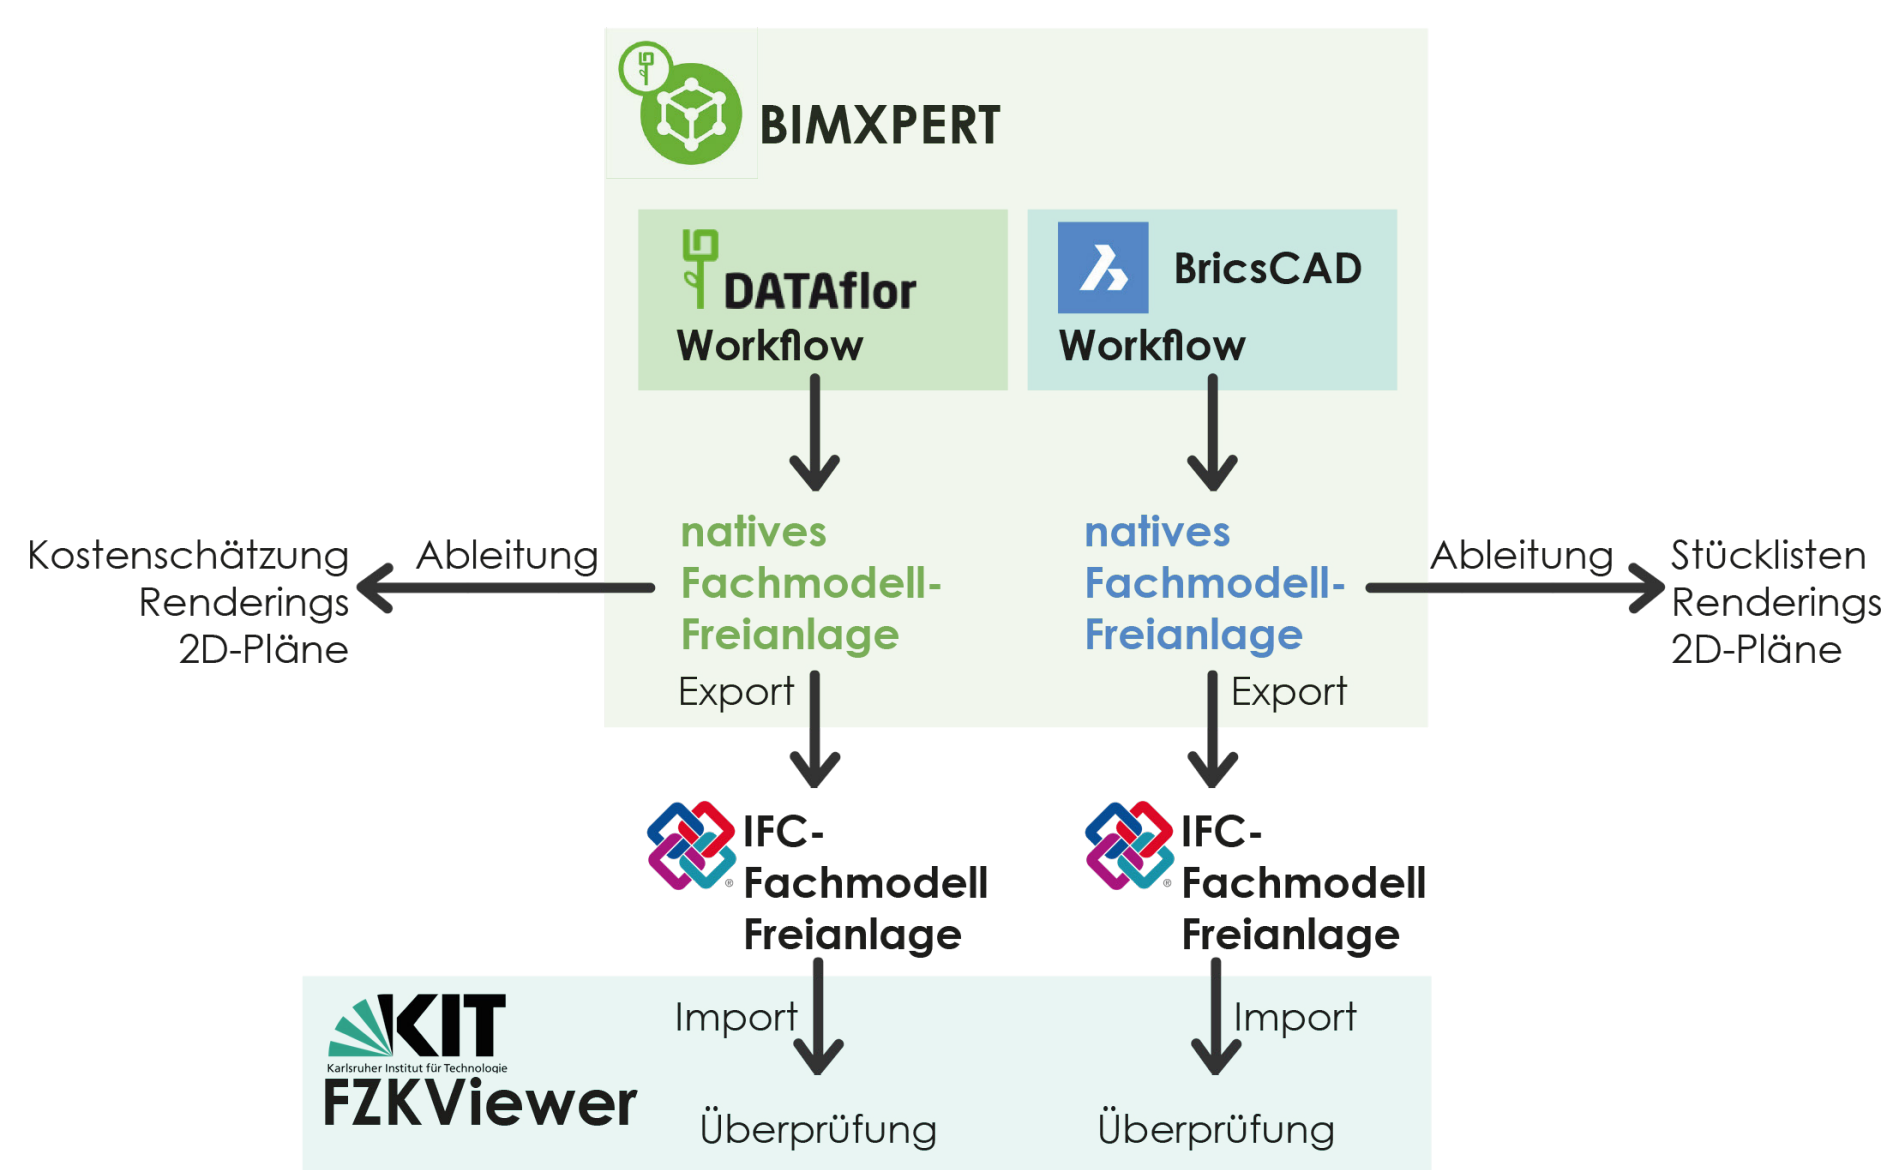 BIMXPERT
DATAflor
Workflow
BricsCAD
Workflow
natives
Fachmodell-
Freianlage
natives
Fachmodell-
Freianlage
Ableitung
Kostenschätzung
Renderings
2D-Pläne
Ableitung
Stücklisten
Renderings
2D-Pläne
Export
Export
IFC-
Fachmodell
Freianlage
®
IFC-
Fachmodell
Freianlage
®
KIT
Karlsruher Institut für Technologie
FZKViewer
Import
Import
Überprüfung
Überprüfung